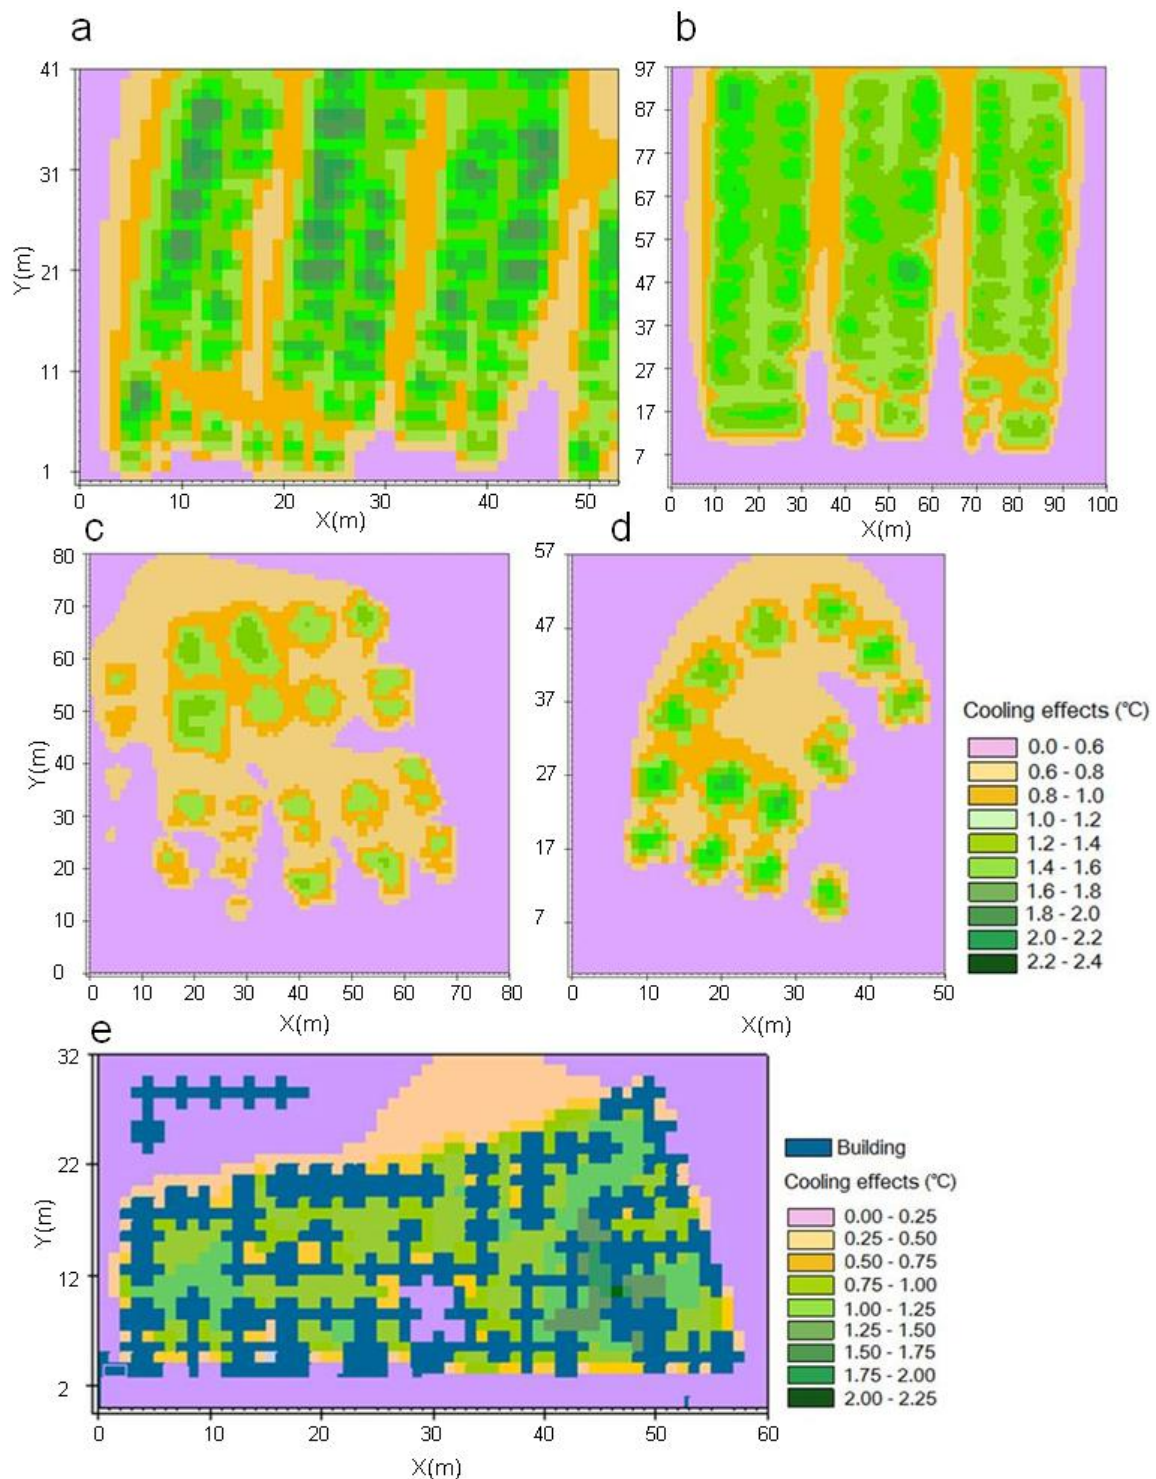 a
41
31
21
11
1
Y(m)
0 10 20 30 40 50
X(m)
b
97
87
77
67
57
47
37
27
17
7
0 10 20 30 40 50 60 70 80 90 100
X(m)
c
80
70
60
50
40
30
20
10
0
Y(m)
0 10 20 30 40 50 60 70 80
X(m)
d
57
47
37
27
17
7
0 10 20 30 40 50
X(m)
Cooling effects (°C)
0.0 - 0.6
0.6 - 0.8
0.8 - 1.0
1.0 - 1.2
1.2 - 1.4
1.4 - 1.6
1.6 - 1.8
1.8 - 2.0
2.0 - 2.2
2.2 - 2.4
e
32
22
12
2
Y(m)
0 10 20 30 40 50 60
X(m)
Building
Cooling effects (°C)
0.00 - 0.25
0.25 - 0.50
0.50 - 0.75
0.75 - 1.00
1.00 - 1.25
1.25 - 1.50
1.50 - 1.75
1.75 - 2.00
2.00 - 2.25